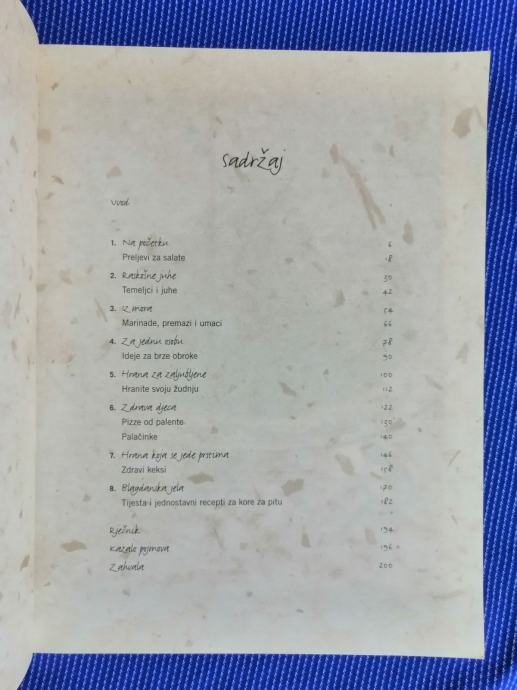 sadržaj
Uvod
1. Na početku 6
Preljevi za salate 18
2. Raskošne juhe 30
Temeljci i juhe 42
3. Iz mora 54
Marinade, premazi i umaci 66
4. Za jednu osobu 78
Ideje za brze obroke 90
5. Hrana za zaljubljene 100
Hranite svoju žudnju 112
6. Zdrava djeca 122
Pizze od palente 130
Palačinke 140
7. Hrana koja se jede prstima 146
Zdravi keksi 158
8. Blagdanska jela 170
Tijesta i jednostavni recepti za kore za pitu 182
Rječnik 194
Kazalo pojmova 196
Zahvala 200